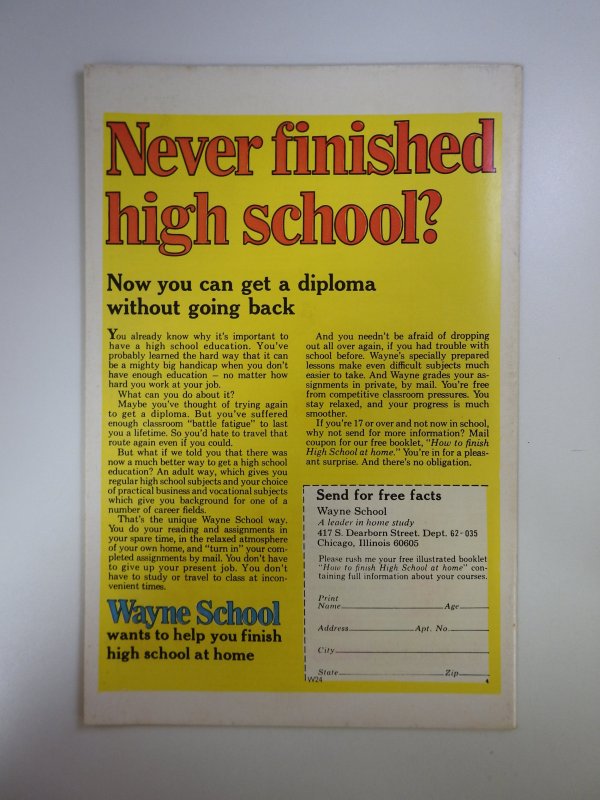 Never finished
high school?
Now you can get a diploma
without going back
You already know why it's important to
have a high school education. You've
probably learned the hard way that it can
be a mighty big handicap when you don't
have enough education — no matter how
hard you work at your job.
What can you do about it?
Maybe you've thought of trying again
to get a diploma. But you've suffered
enough classroom "battle fatigue" to last
you a lifetime. So you'd hate to travel that
route again even if you could.
But what if we told you that there was
now a much better way to get a high school
education? An adult way, which gives you
regular high school subjects and your choice
of practical business and vocational subjects
which give you background for one of a
number of career fields.
That's the unique Wayne School way.
You do your reading and assignments in
your spare time, in the relaxed atmosphere
of your own home, and "turn in" your com-
pleted assignments by mail. You don't have
to give up your present job. You don't
have to study or travel to class at incon-
venient times.
Wayne School
wants to help you finish
high school at home
And you needn't be afraid of dropping
out all over again, if you had trouble with
school before. Wayne's specially prepared
lessons make even difficult subjects much
easier to take. And Wayne grades your as-
signments in private, by mail. You're free
from competitive classroom pressures. You
stay relaxed, and your progress is much
smoother.
If you're 17 or over and not now in school,
why not send for more information? Mail
coupon for our free booklet, "How to finish
High School at home." You're in for a pleas-
ant surprise. And there's no obligation.
Send for free facts
Wayne School
A leader in home study
417 S. Dearborn Street. Dept. 62-035
Chicago, Illinois 60605
Please rush me your free illustrated booklet
"How to finish High School at home" con-
taining full information about your courses.
Print
Name Age
Address Apt. No.
City
State Zip
W24 4